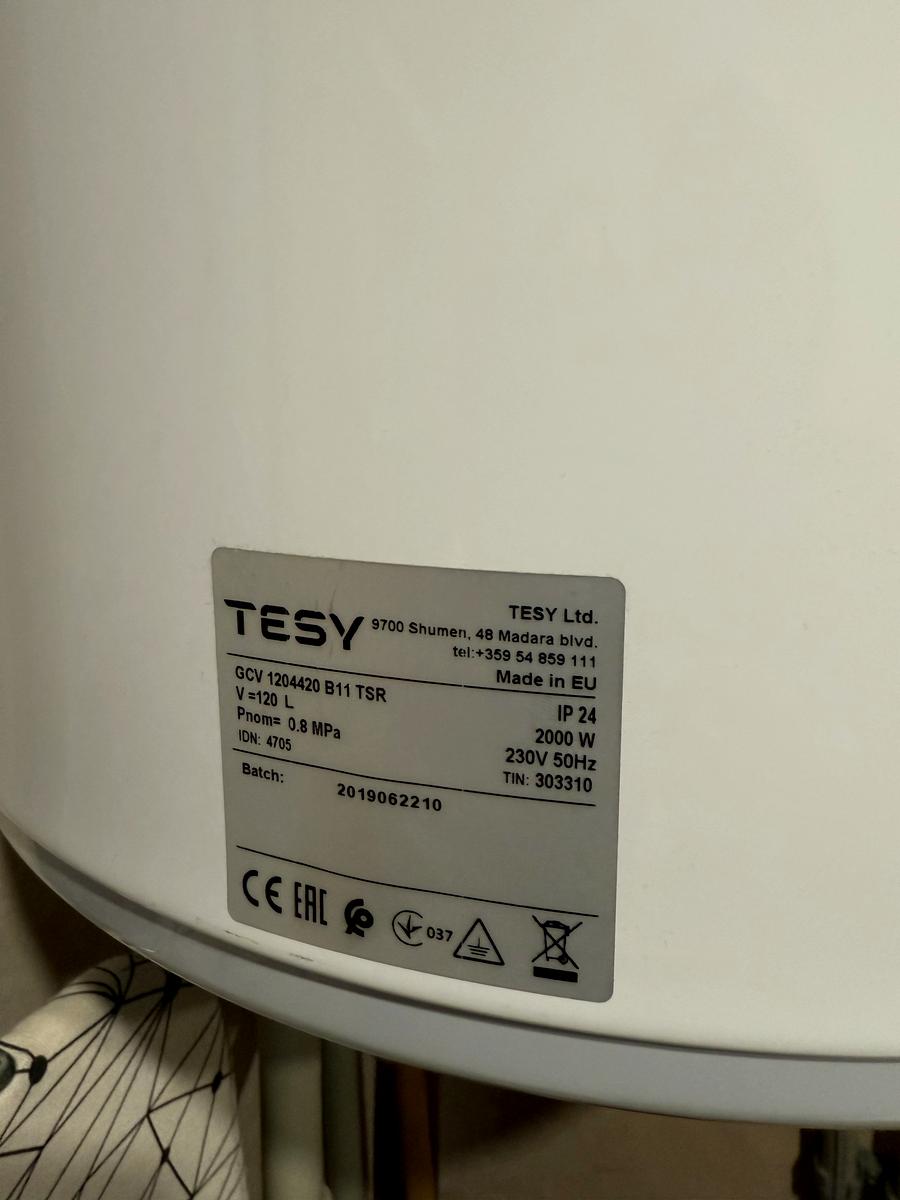 TESY
TESY Ltd.
9700 Shumen, 48 Madara blvd.
tel:+359 54 859 111
Made in EU
GCV 1204420 B11 TSR
V =120 L
Pnom= 0.8 MPa
IDN: 4705
IP 24
2000 W
230V 50Hz
TIN: 303310
Batch:
2019062210
CE EAC 037